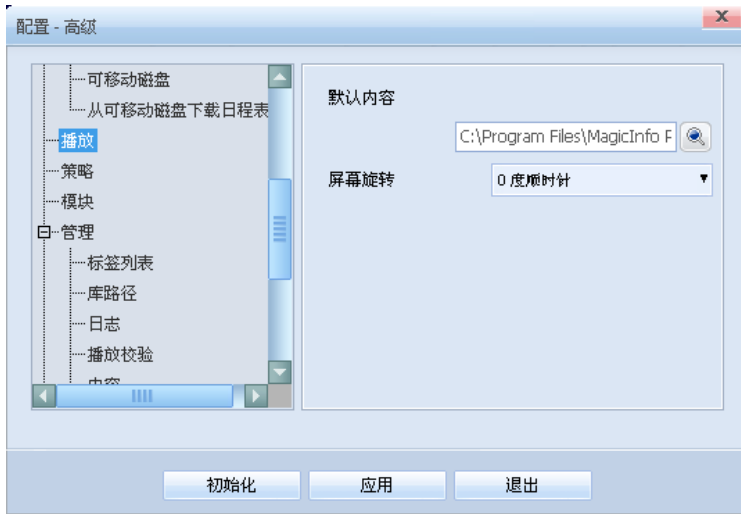 配置 - 高级
可移动磁盘
从可移动磁盘下载日程表
播放
策略
模块
管理
标签列表
库路径
日志
播放校验
内容
默认内容
C:\Program Files\MagicInfo F
屏幕旋转
0 度顺时针
初始化
应用
退出